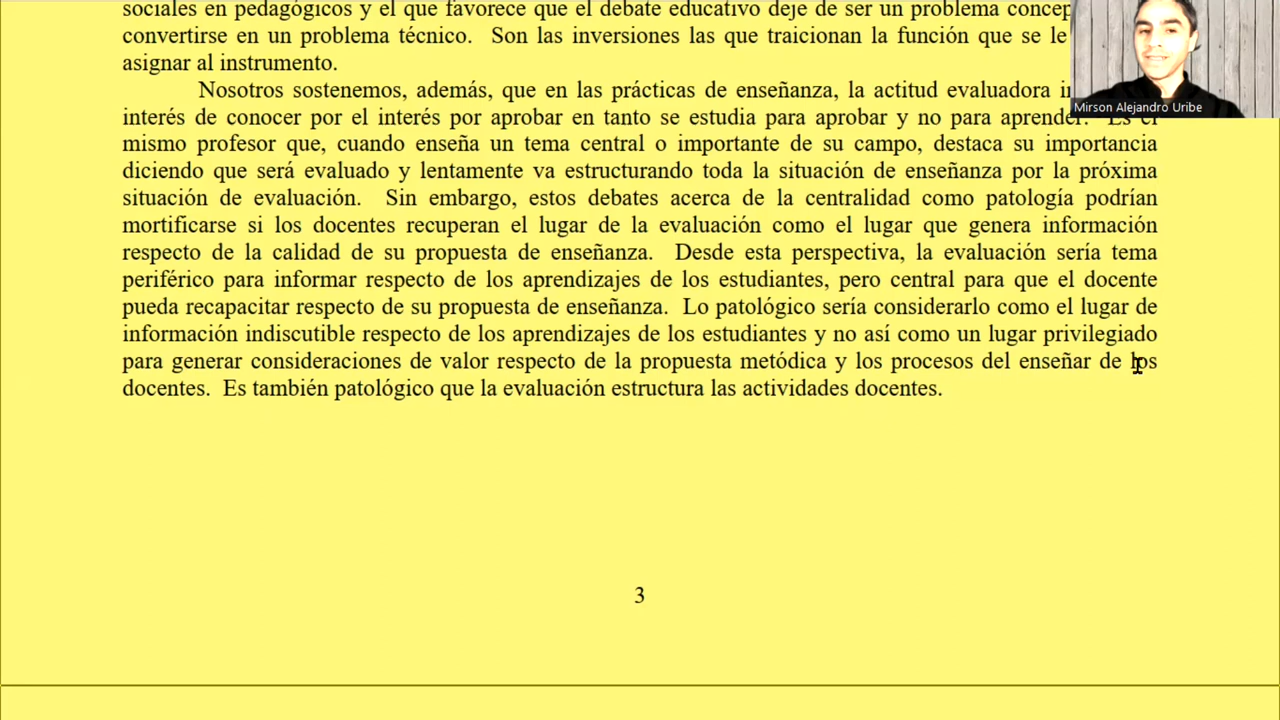 sociales en pedagógicos y el que favorece que el debate educativo deje de ser un problema
convertirse en un problema técnico. Son las inversiones las que traicionan la función que se le
asignar al instrumento.
Nosotros sostenemos, además, que en las prácticas de enseñanza, la actitud evaluadora
Mirson Alejandro Uribe
interés de conocer por el interés por aprobar en tanto se estudia para aprobar y no para aprender. Es el
mismo profesor que, cuando enseña un tema central o importante de su campo, destaca su importancia
diciendo que será evaluado y lentamente va estructurando toda la situación de enseñanza por la próxima
situación de evaluación. Sin embargo, estos debates acerca de la centralidad como patología podrían
mortificarse si los docentes recuperan el lugar de la evaluación como el lugar que genera información
respecto de la calidad de su propuesta de enseñanza. Desde esta perspectiva, la evaluación sería tema
periférico para informar respecto de los aprendizajes de los estudiantes, pero central para que el docente
pueda recapacitar respecto de su propuesta de enseñanza. Lo patológico sería considerarlo como el lugar de
información indiscutible respecto de los aprendizajes de los estudiantes y no así como un lugar privilegiado
para generar consideraciones de valor respecto de la propuesta metódica y los procesos del enseñar de los
docentes. Es también patológico que la evaluación estructura las actividades docentes.
3